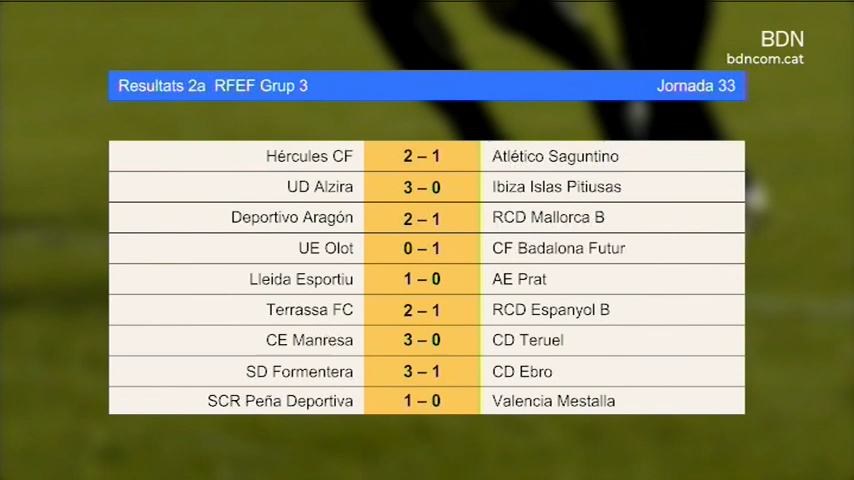 BDN
bdncom.cat
Resultats 2a RFEF Grup 3 Jornada 33
Hércules CF 2 – 1 Atlético Saguntino
UD Alzira 3 – 0 Ibiza Islas Pitiusas
Deportivo Aragón 2 – 1 RCD Mallorca B
UE Olot 0 – 1 CF Badalona Futur
Lleida Esportiu 1 – 0 AE Prat
Terrassa FC 2 – 1 RCD Espanyol B
CE Manresa 3 – 0 CD Teruel
SD Formentera 3 – 1 CD Ebro
SCR Peña Deportiva 1 – 0 Valencia Mestalla